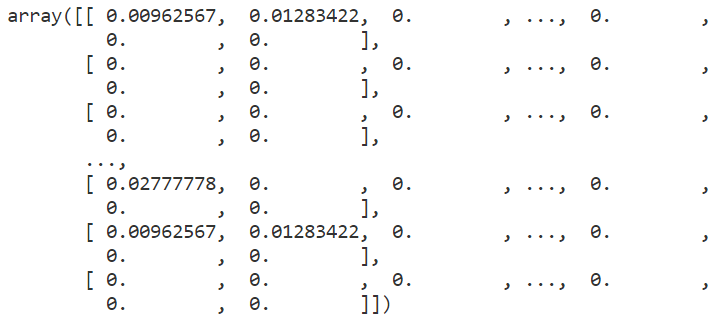 array([[ 0.00962567,  0.01283422,  0.        , ...,  0.        ,
         0.        ,  0.        ],
       [ 0.        ,  0.        ,  0.        , ...,  0.        ,
         0.        ,  0.        ],
       [ 0.        ,  0.        ,  0.        , ...,  0.        ,
         0.        ,  0.        ],
       ...,
       [ 0.02777778,  0.        ,  0.        , ...,  0.        ,
         0.        ,  0.        ],
       [ 0.00962567,  0.01283422,  0.        , ...,  0.        ,
         0.        ,  0.        ],
       [ 0.        ,  0.        ,  0.        , ...,  0.        ,
         0.        ,  0.        ]])